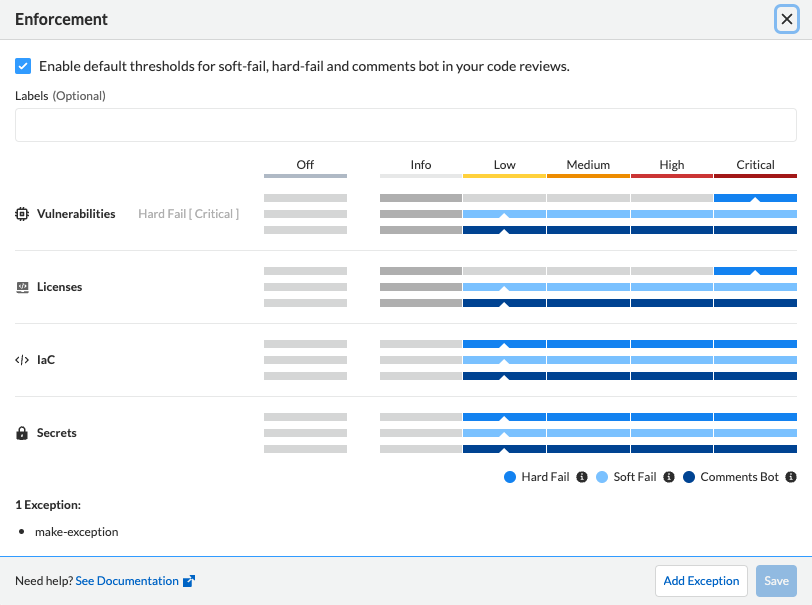 Enforcement
Enable default thresholds for soft-fail, hard-fail and comments bot in your code reviews.
Labels (Optional)
Off Info Low Medium High Critical
Vulnerabilities Hard Fail [ Critical ]
Licenses
IaC
Secrets
Hard Fail Soft Fail Comments Bot
1 Exception:
• make-exception
Need help? See Documentation Add Exception Save